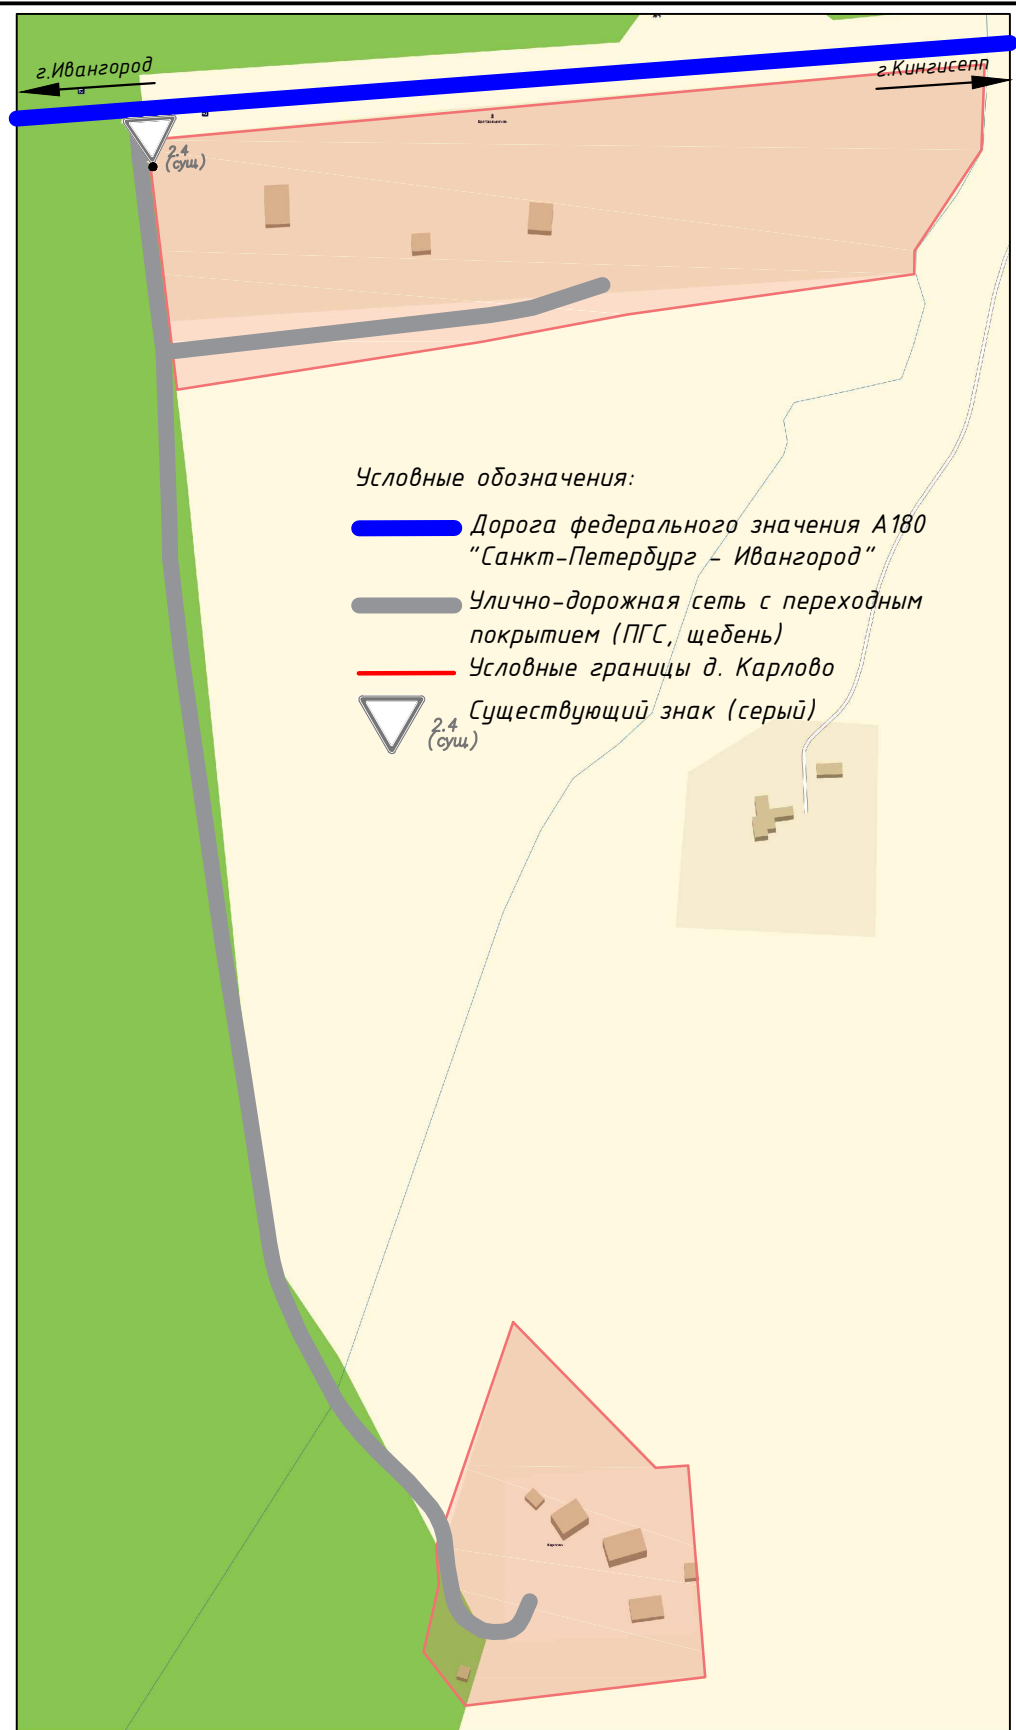 г.Ивангород
г.Кингисепп
2.4
(сущ)
Условные обозначения:
Дорога федерального значения А180
"Санкт-Петербург - Ивангород"
Улично-дорожная сеть с переходным
покрытием (ПГС, щебень)
Условные границы д. Карлово
Существующий знак (серый)
2.4
(сущ)